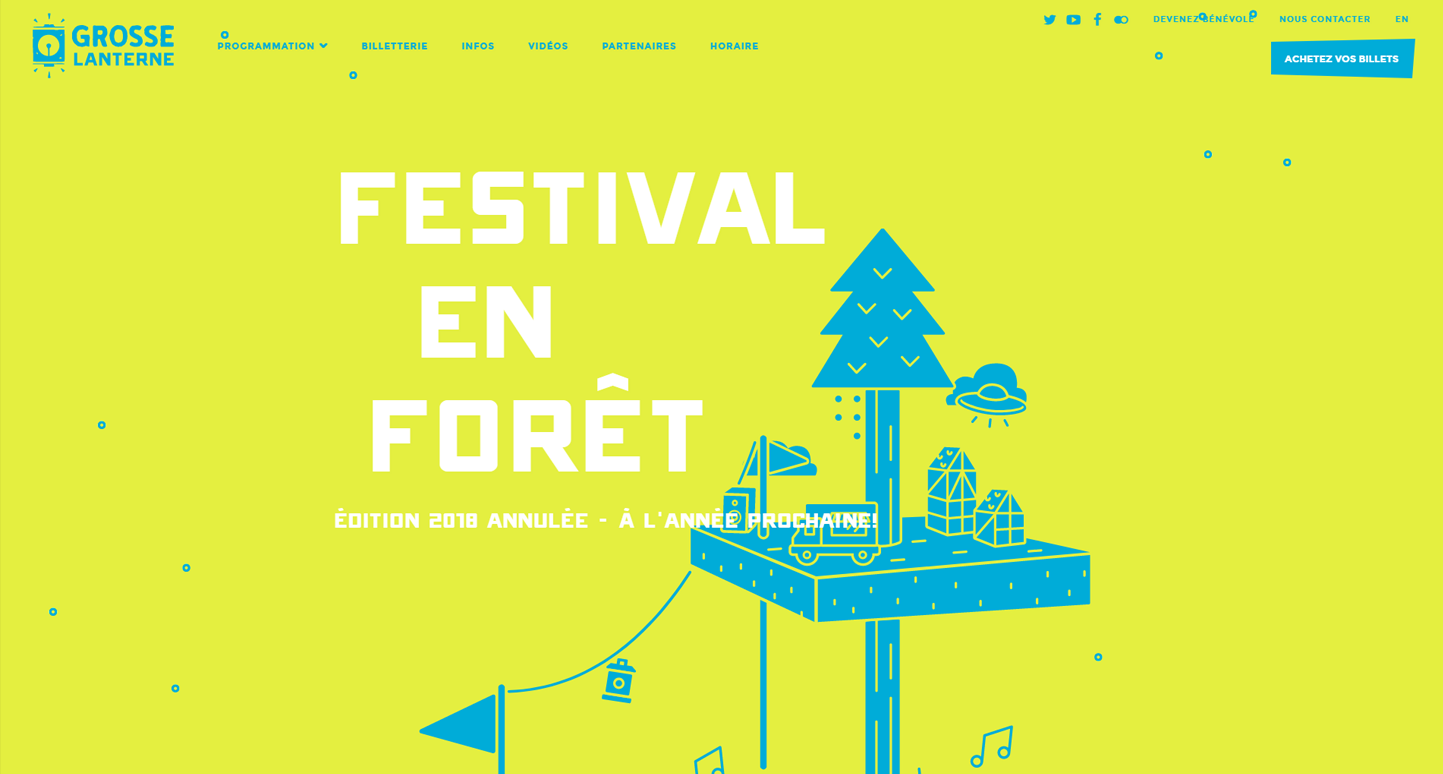 GROSSE
LANTERNE
PROGRAMMATION
BILLETTERIE
INFOS
VIDÉOS
PARTENAIRES
HORAIRE
DEVENEZ BÉNÉVOLE
NOUS CONTACTER
EN
ACHETEZ VOS BILLETS
FESTIVAL
EN
FORÊT
ÉDITION 2018 ANNULÉE - À L'ANNÉE PROCHAINE!